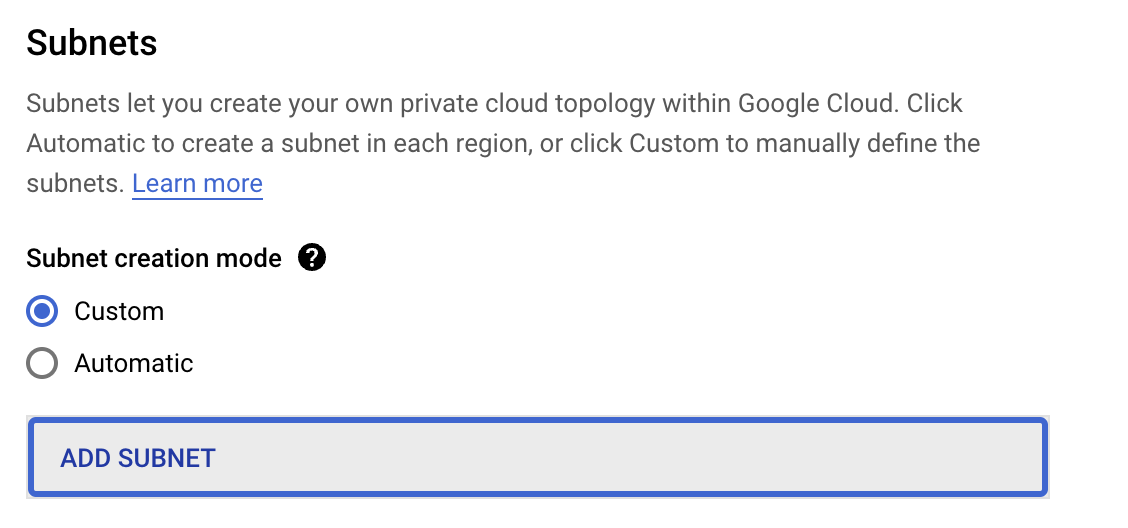 Subnets
Subnets let you create your own private cloud topology within Google Cloud. Click
Automatic to create a subnet in each region, or click Custom to manually define the
subnets. Learn more
Subnet creation mode ?
Custom
Automatic
ADD SUBNET